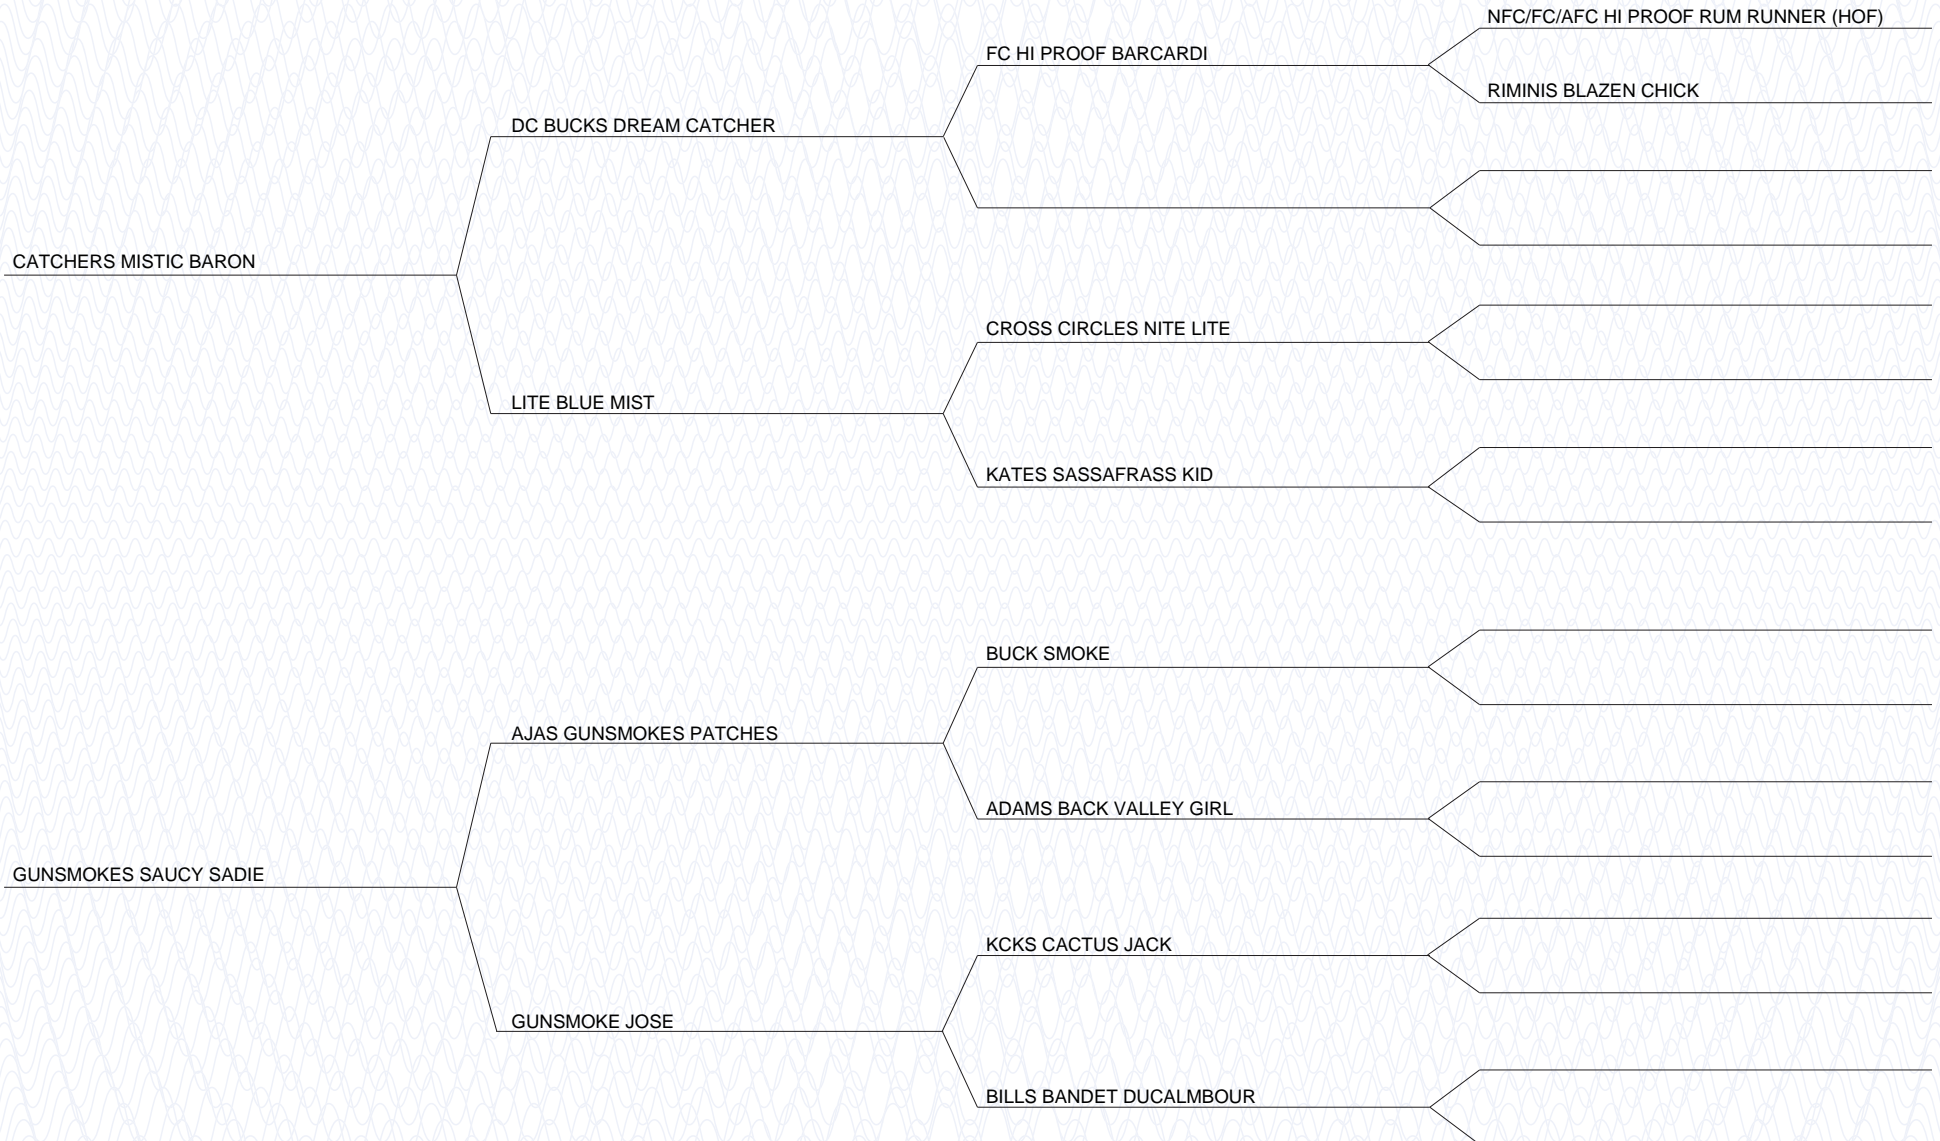 NFC/FC/AFC HI PROOF RUM RUNNER (HOF)
FC HI PROOF BARCARDI
RIMINIS BLAZEN CHICK
DC BUCKS DREAM CATCHER
CATCHERS MISTIC BARON
CROSS CIRCLES NITE LITE
LITE BLUE MIST
KATES SASSAFRASS KID
BUCK SMOKE
AJAS GUNSMOKES PATCHES
ADAMS BACK VALLEY GIRL
GUNSMOKES SAUCY SADIE
KCKS CACTUS JACK
GUNSMOKE JOSE
BILLS BANDET DUCALMBOUR